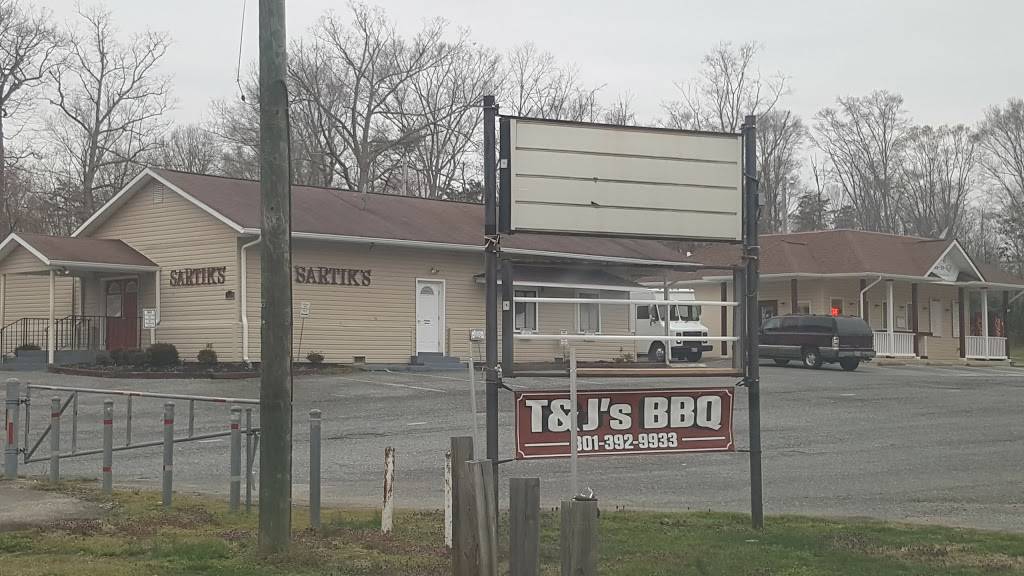 SARTIK'S
SARTIK'S
T&J's BBQ
301-392-9933